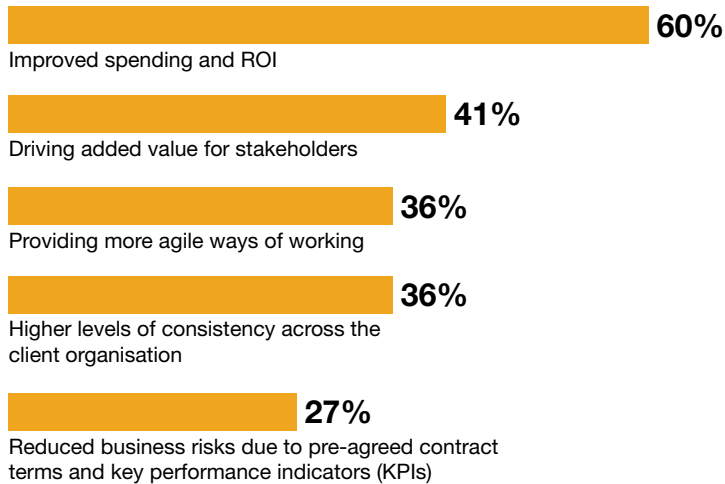 60%
Improved spending and ROI
41%
Driving added value for stakeholders
36%
Providing more agile ways of working
36%
Higher levels of consistency across the
client organisation
27%
Reduced business risks due to pre-agreed contract
terms and key performance indicators (KPIs)